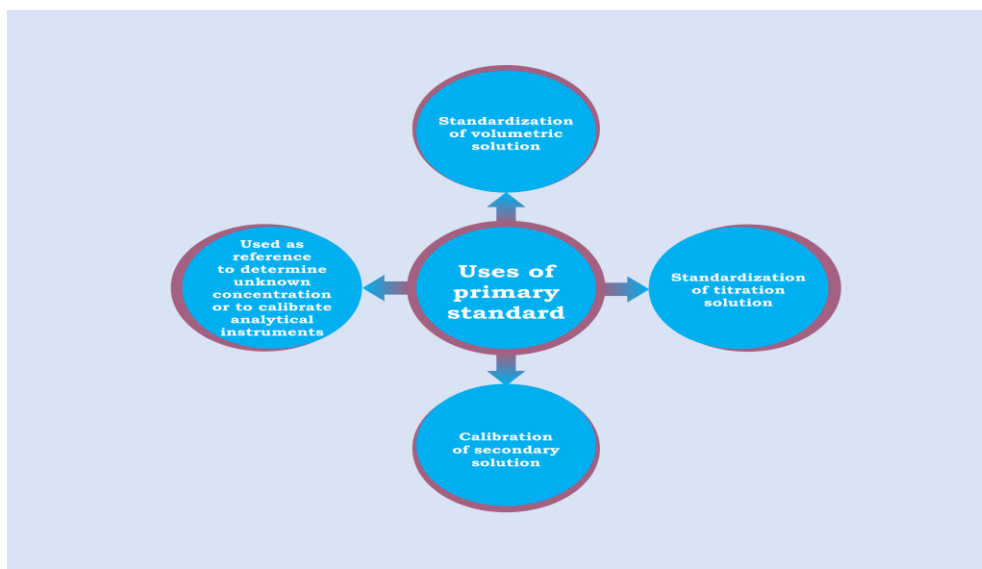 Standardization
of volumetric
solution
Used as
reference
to determine
unknown
concentration
or to calibrate
analytical
instruments
Uses of
primary
standard
Standardization
of titration
solution
Calibration
of secondary
solution